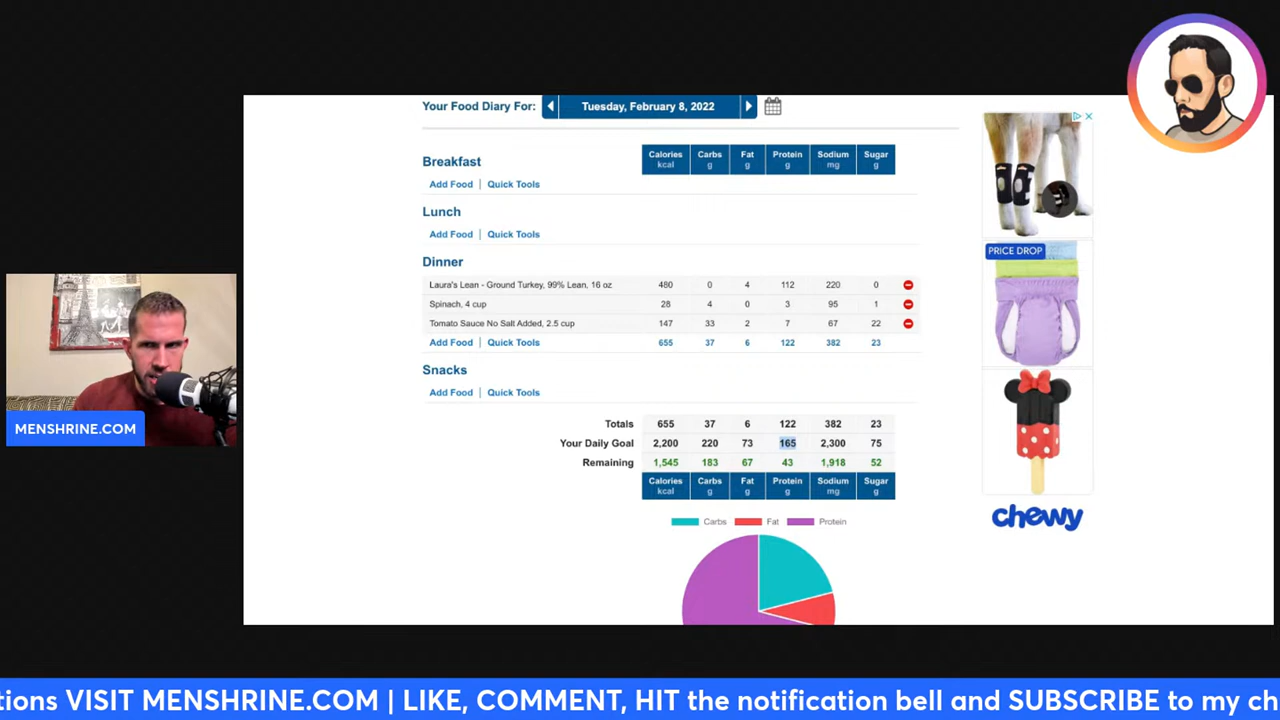 Your Food Diary For: Tuesday, February 8, 2022
Breakfast
Calories kcal Carbs g Fat g Protein g Sodium mg Sugar g
Add Food | Quick Tools
Lunch
Add Food | Quick Tools
Dinner
Laura's Lean - Ground Turkey, 99% Lean, 16 oz 480 0 4 112 220 0
Spinach, 4 cup 28 4 0 3 95 1
Tomato Sauce No Salt Added, 2.5 cup 147 33 2 7 67 22
Add Food | Quick Tools 655 37 6 122 382 23
Snacks
Add Food | Quick Tools
Totals 655 37 6 122 382 23
Your Daily Goal 2,200 220 73 165 2,300 75
Remaining 1,545 183 67 43 1,918 52
Calories kcal Carbs g Fat g Protein g Sodium mg Sugar g
Carbs Fat Protein
PRICE DROP
chewy
MENSHRINE.COM
tions VISIT MENSHRINE.COM | LIKE, COMMENT, HIT the notification bell and SUBSCRIBE to my ch